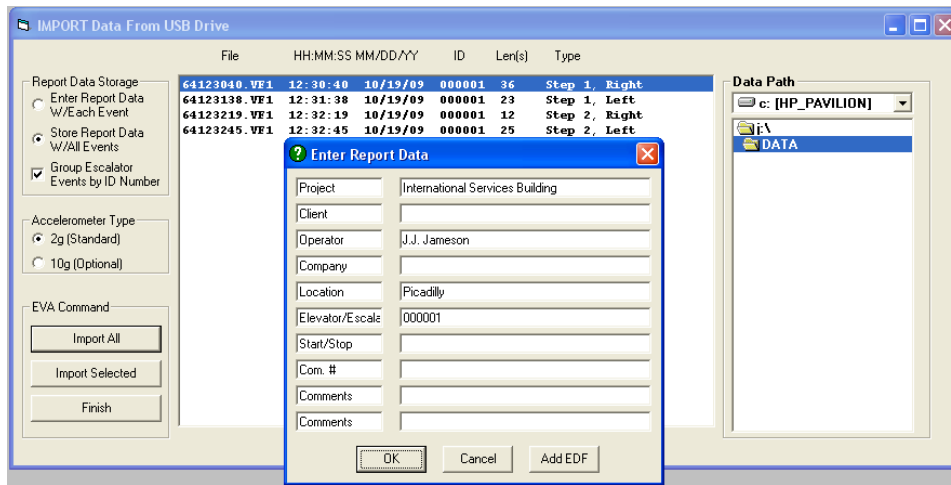 IMPORT Data From USB Drive
File HH:MM:SS MM/DD/YY ID Len(s) Type
Report Data Storage
Enter Report Data
W/Each Event
Store Report Data
W/All Events
Group Escalator
Events by ID Number
Accelerometer Type
2g (Standard)
10g (Optional)
EVA Command
Import All
Import Selected
Finish
64123040.VF1 12:30:40 10/19/09 000001 36 Step 1, Right
64123138.VF1 12:31:38 10/19/09 000001 23 Step 1, Left
64123219.VF1 12:32:19 10/19/09 000001 12 Step 2, Right
64123245.VF1 12:32:45 10/19/09 000001 25 Step 2, Left
Enter Report Data
Project International Services Building
Client
Operator J.J. Jameson
Company
Location Picadilly
Elevator/Escala 000001
Start/Stop
Com. #
Comments
Comments
OK Cancel Add EDF
Data Path
c: [HP_PAVILION]
i:\
DATA